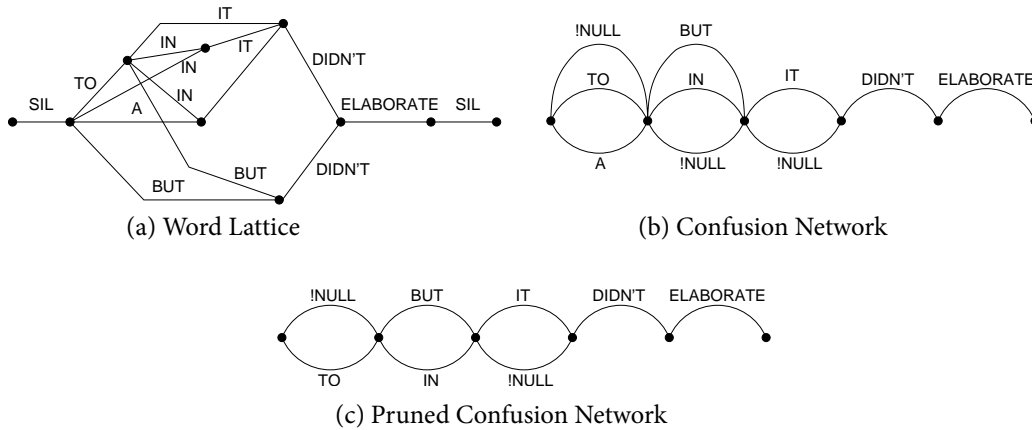 IT
IN
IT
IN
TO
IN
DIDN'T
SIL
A
ELABORATE
SIL
DIDN'T
BUT
BUT
(a) Word Lattice
!NULL
BUT
TO
IN
IT
DIDN'T
ELABORATE
A
!NULL
!NULL
(b) Confusion Network
!NULL
BUT
IT
DIDN'T
ELABORATE
TO
IN
!NULL
(c) Pruned Confusion Network